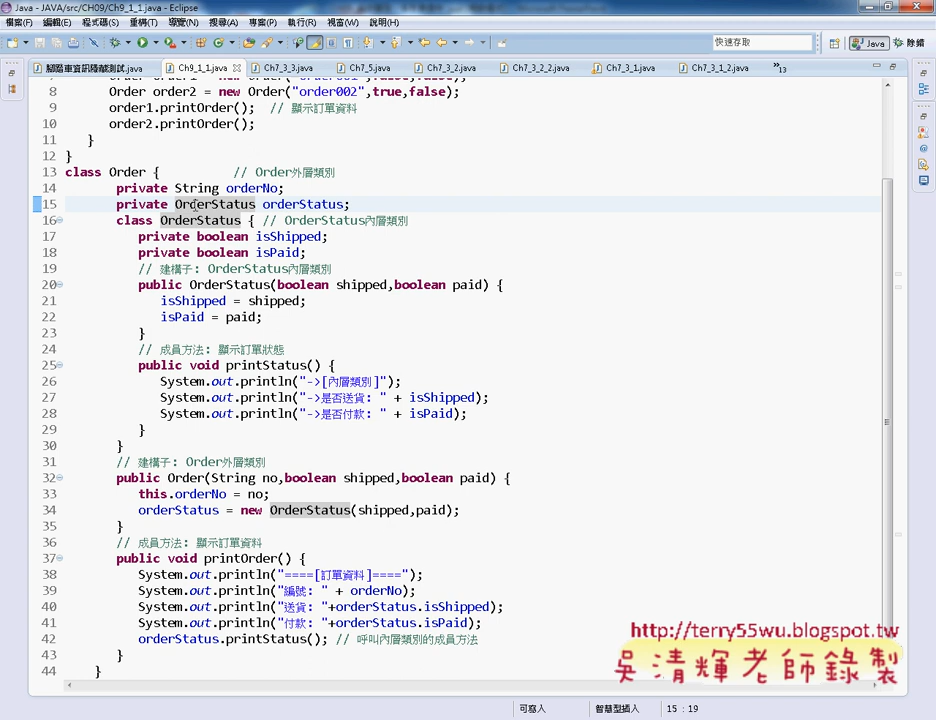 Java - JAVA/src/CH09/Ch9_1_1.java - Eclipse
檔案(F) 編輯(E) 程式碼(S) 重構(T) 導覽(N) 搜尋(A) 專案(P) 執行(R) 視窗(W) 說明(H)
快速存取 Java 除錯
腳踏車資訊隱藏測試.java Ch9_1_1.java Ch7_3_3.java Ch7_5.java Ch7_3_2.java Ch7_3_2_2.java Ch7_3_1.java Ch7_3_1_2.java »13
8 Order order2 = new Order("order002",true,false);
9 order1.printOrder(); // 顯示訂單資料
10 order2.printOrder();
11 }
12 }
13 class Order { // Order外層類別
14 private String orderNo;
15 private OrderStatus orderStatus;
16 class OrderStatus { // OrderStatus內層類別
17 private boolean isShipped;
18 private boolean isPaid;
19 // 建構子: OrderStatus內層類別
20 public OrderStatus(boolean shipped,boolean paid) {
21 isShipped = shipped;
22 isPaid = paid;
23 }
24 // 成員方法: 顯示訂單狀態
25 public void printStatus() {
26 System.out.println("->[內層類別]");
27 System.out.println("->是否送貨: " + isShipped);
28 System.out.println("->是否付款: " + isPaid);
29 }
30 }
31 // 建構子: Order外層類別
32 public Order(String no,boolean shipped,boolean paid) {
33 this.orderNo = no;
34 orderStatus = new OrderStatus(shipped,paid);
35 }
36 // 成員方法: 顯示訂單資料
37 public void printOrder() {
38 System.out.println("====[訂單資料]====");
39 System.out.println("編號: " + orderNo);
40 System.out.println("送貨: "+orderStatus.isShipped);
41 System.out.println("付款: "+orderStatus.isPaid);
42 orderStatus.printStatus(); // 呼叫內層類別的成員方法
43 }
44 }
http://terry55wu.blogspot.tw
吳清輝老師錄製
可寫入 智慧型插入 15 : 19